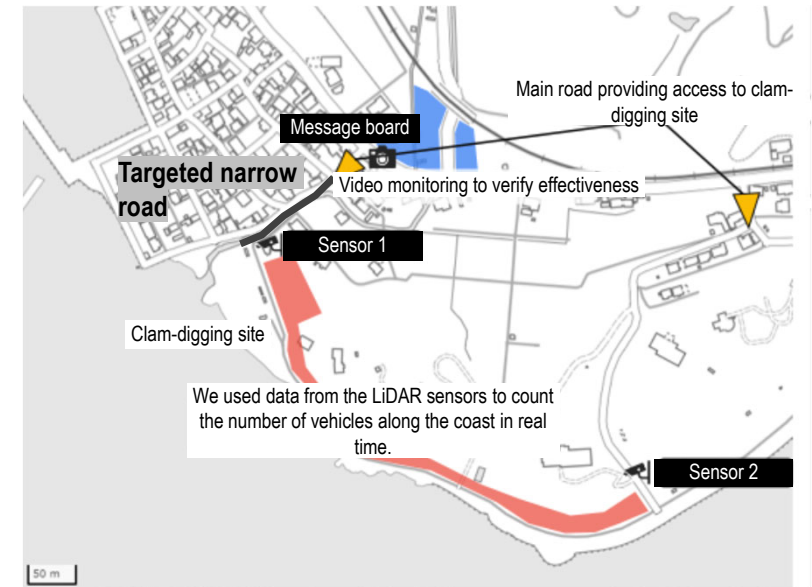 Main road providing access to clam-
digging site
Message board
Targeted narrow
road
Video monitoring to verify effectiveness
Sensor 1
Clam-digging site
We used data from the LiDAR sensors to count
the number of vehicles along the coast in real
time.
Sensor 2
50 m